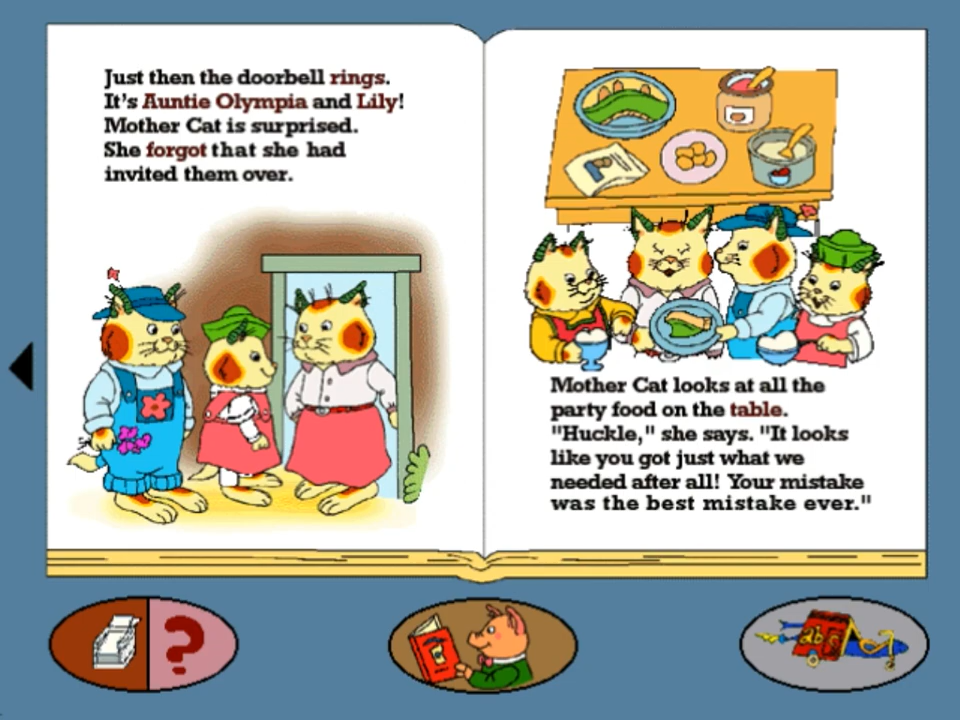 Just then the doorbell rings.
It's Auntie Olympia and Lily!
Mother Cat is surprised.
She forgot that she had
invited them over.
Mother Cat looks at all the
party food on the table.
"Huckle," she says. "It looks
like you got just what we
needed after all! Your mistake
was the best mistake ever."
?
abc